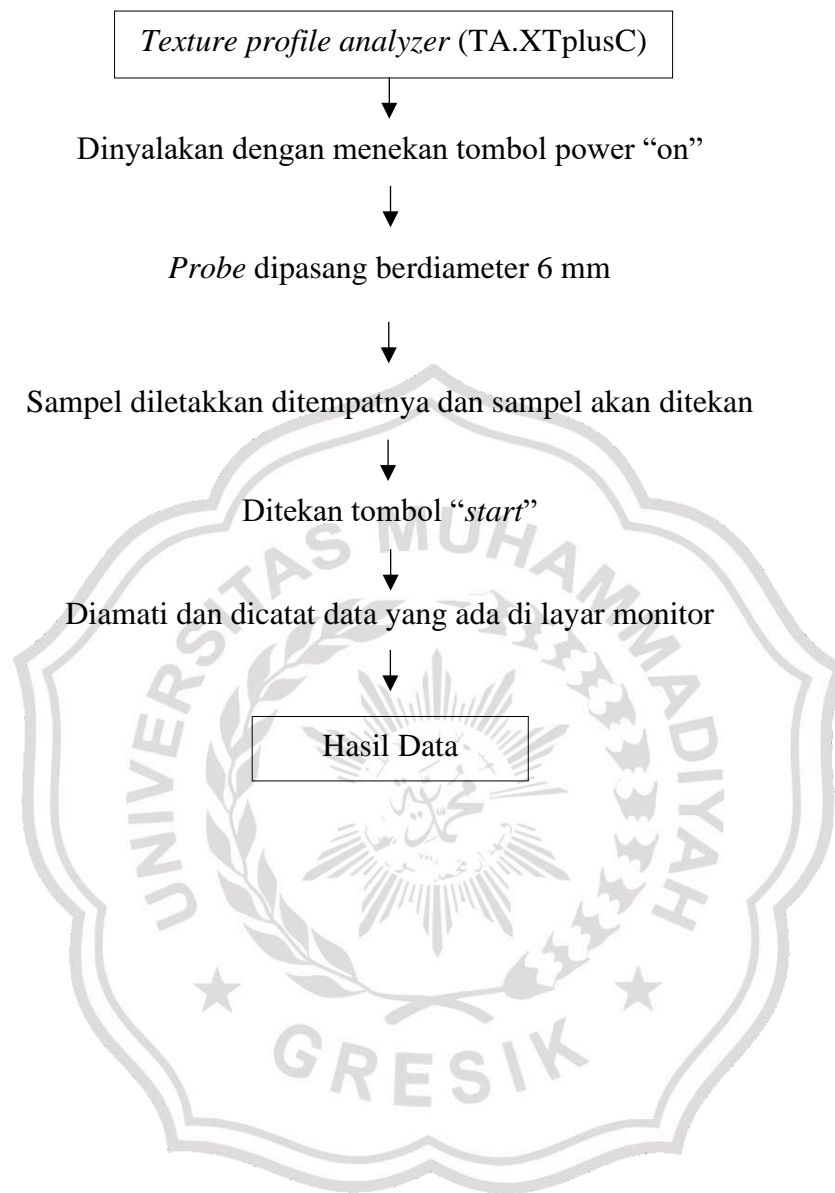 Texture profile analyzer (TA.XTplusC)
Dinyalakan dengan menekan tombol power “on”
Probe dipasang berdiameter 6 mm
Sampel diletakkan ditempatnya dan sampel akan ditekan
Ditekan tombol “start”
Diamati dan dicatat data yang ada di layar monitor
Hasil Data
UNIVERSITAS MUHAMMADIYAH
GRESIK